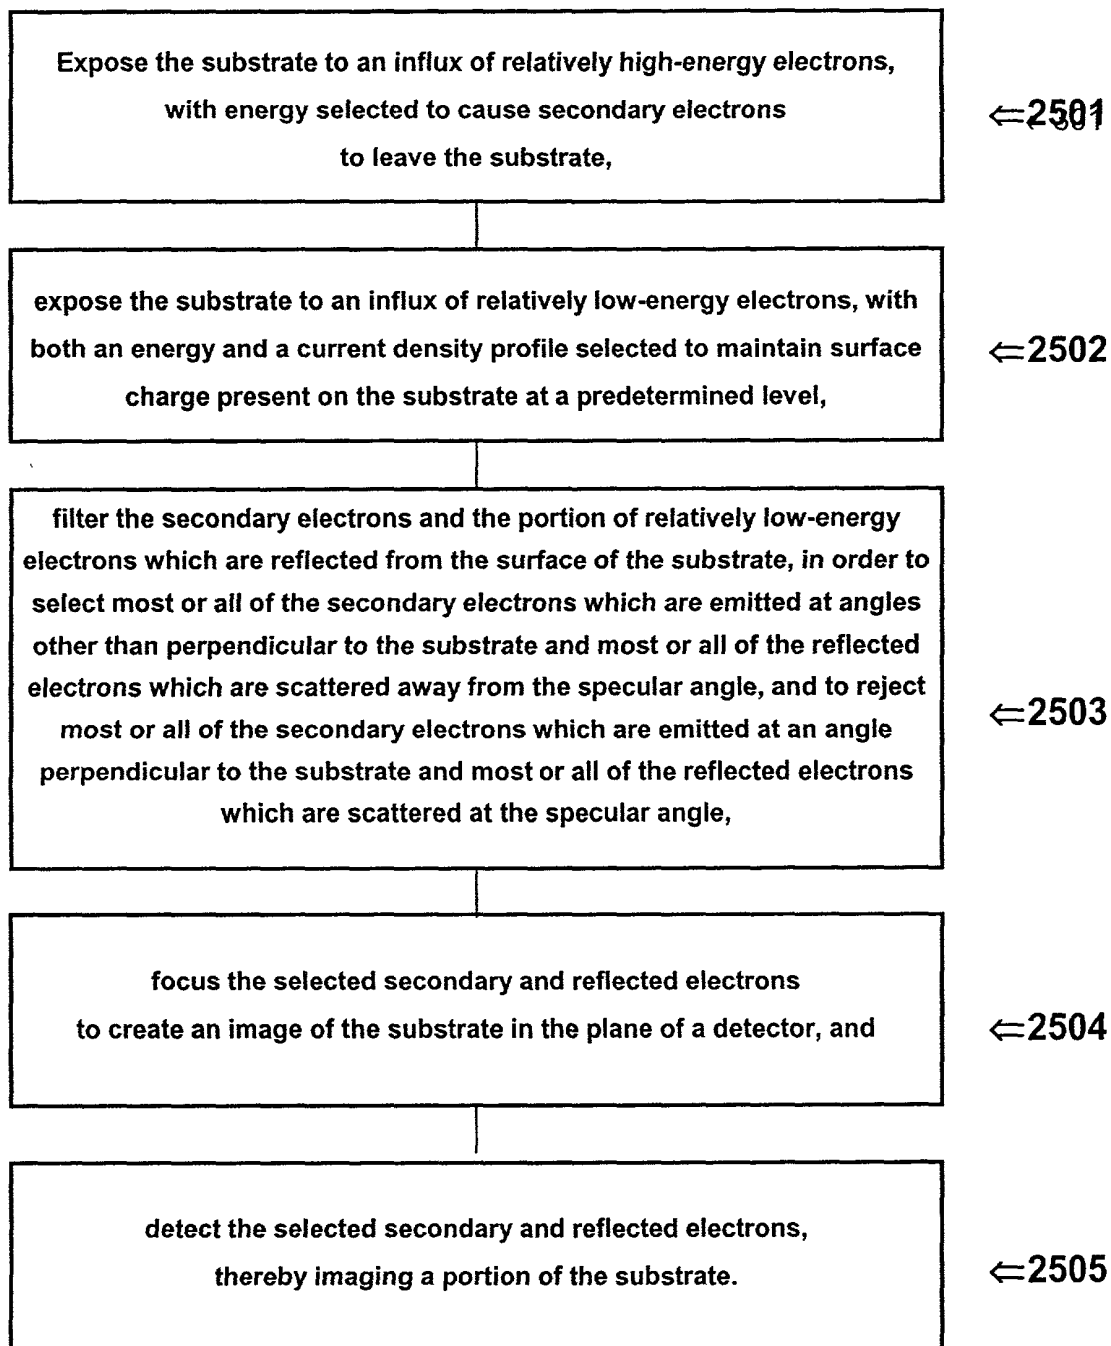 Expose the substrate to an influx of relatively high-energy electrons,
with energy selected to cause secondary electrons
to leave the substrate,
⇐2501
expose the substrate to an influx of relatively low-energy electrons, with
both an energy and a current density profile selected to maintain surface
charge present on the substrate at a predetermined level,
⇐2502
filter the secondary electrons and the portion of relatively low-energy
electrons which are reflected from the surface of the substrate, in order to
select most or all of the secondary electrons which are emitted at angles
other than perpendicular to the substrate and most or all of the reflected
electrons which are scattered away from the specular angle, and to reject
most or all of the secondary electrons which are emitted at an angle
perpendicular to the substrate and most or all of the reflected electrons
which are scattered at the specular angle,
⇐2503
focus the selected secondary and reflected electrons
to create an image of the substrate in the plane of a detector, and
⇐2504
detect the selected secondary and reflected electrons,
thereby imaging a portion of the substrate.
⇐2505